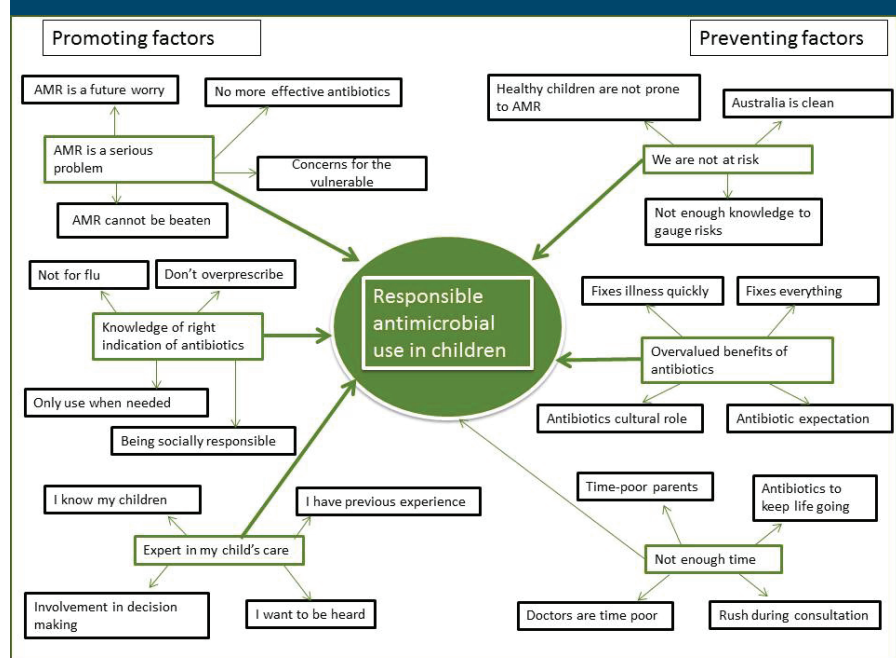 Promoting factors
Preventing factors
AMR is a future worry
No more effective antibiotics
AMR is a serious
problem
Concerns for the
vulnerable
AMR cannot be beaten
Not for flu
Don't overprescribe
Knowledge of right
indication of antibiotics
Only use when needed
Being socially responsible
I know my children
I have previous experience
Expert in my child's care
Involvement in decision
making
I want to be heard
Responsible
antimicrobial
use in children
Healthy children are not prone
to AMR
Australia is clean
We are not at risk
Not enough knowledge to
gauge risks
Fixes illness quickly
Fixes everything
Overvalued benefits of
antibiotics
Antibiotics cultural role
Antibiotic expectation
Time-poor parents
Antibiotics to
keep life going
Not enough time
Doctors are time poor
Rush during consultation